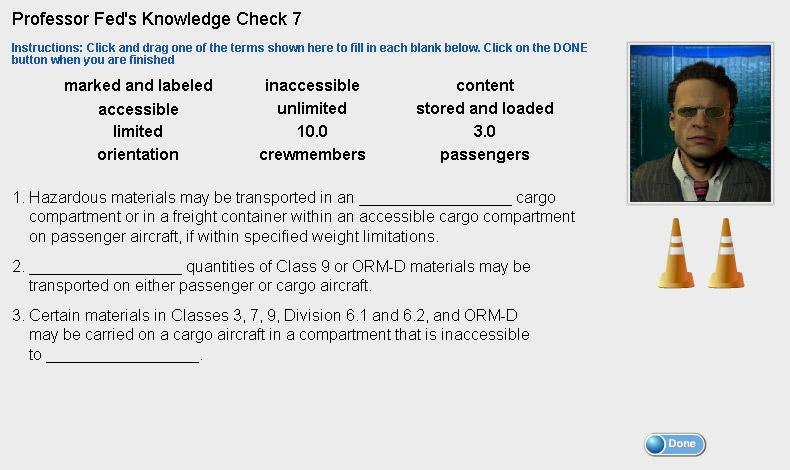 Professor Fed's Knowledge Check 7
Instructions: Click and drag one of the terms shown here to fill in each blank below. Click on the DONE
button when you are finished
marked and labeled inaccessible content
accessible unlimited stored and loaded
limited 10.0 3.0
orientation crewmembers passengers
1. Hazardous materials may be transported in an _________________ cargo
compartment or in a freight container within an accessible cargo compartment
on passenger aircraft, if within specified weight limitations.
2. _________________ quantities of Class 9 or ORM-D materials may be
transported on either passenger or cargo aircraft.
3. Certain materials in Classes 3, 7, 9, Division 6.1 and 6.2, and ORM-D
may be carried on a cargo aircraft in a compartment that is inaccessible
to _________________.
Done